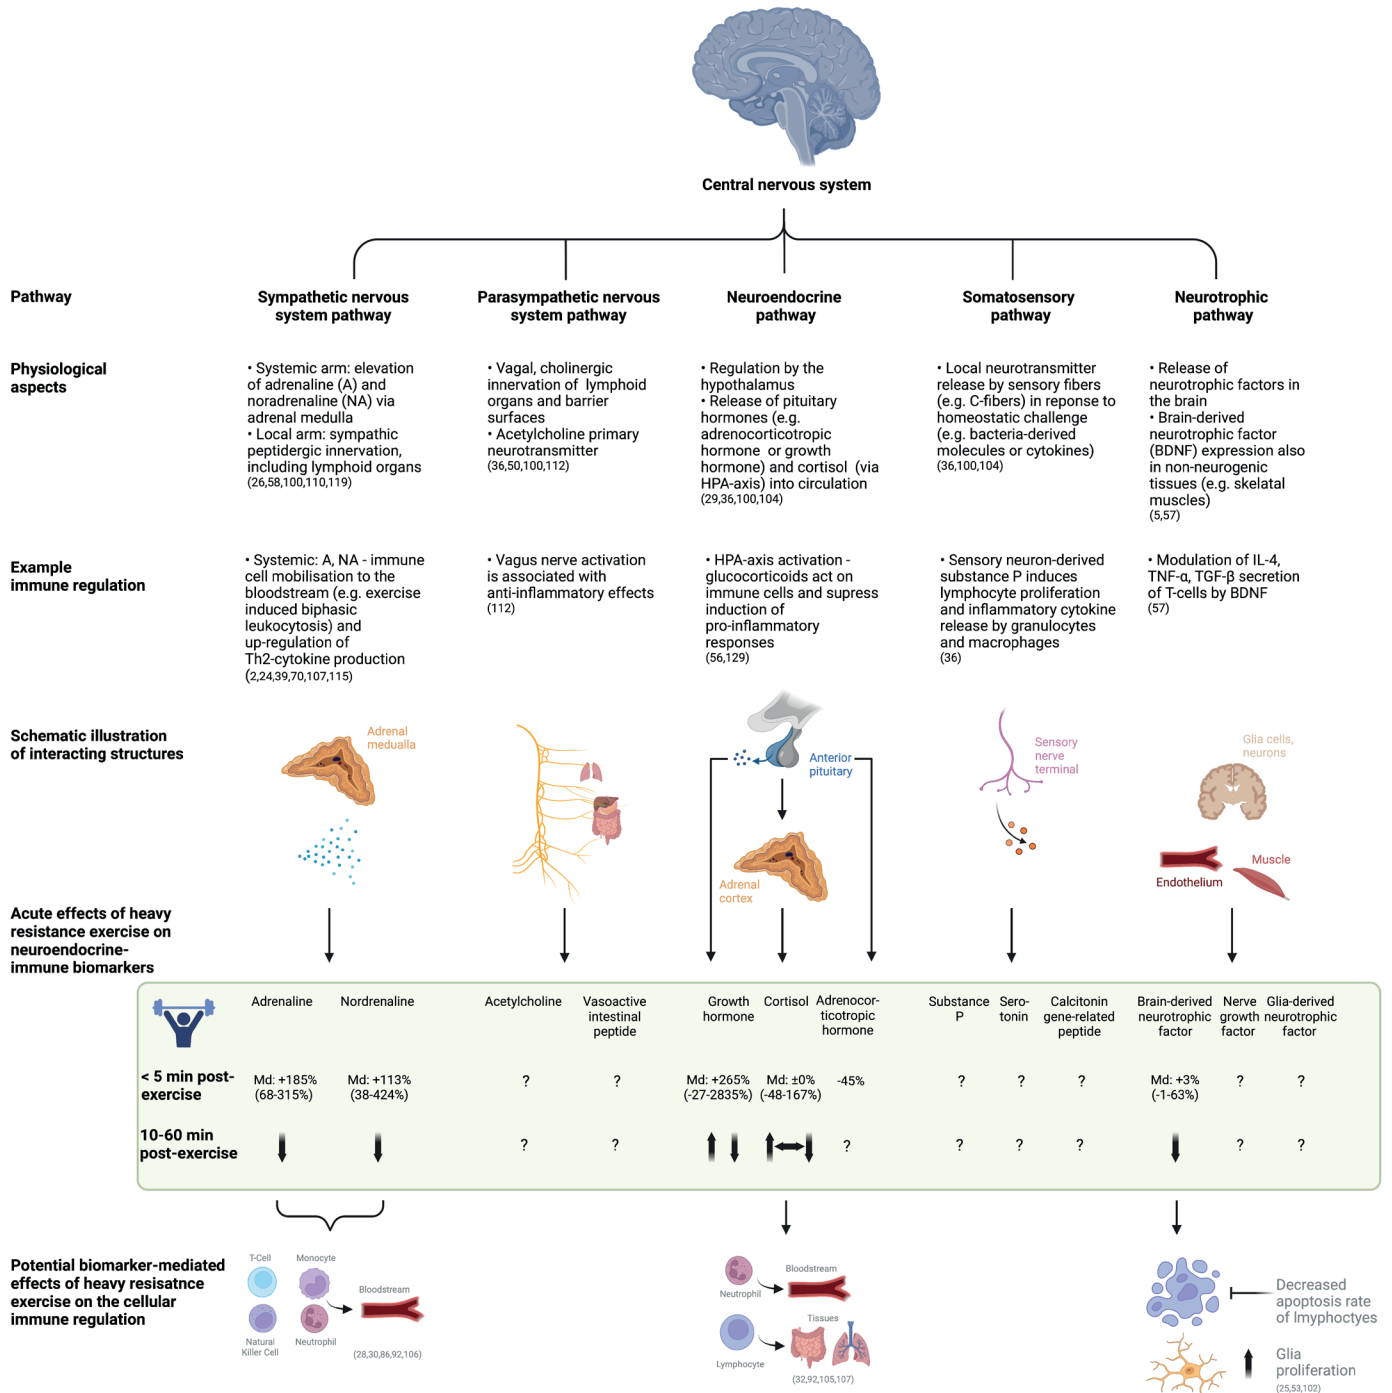 Central nervous system
Pathway
Sympathetic nervous
system pathway
Parasympathetic nervous
system pathway
Neuroendocrine
pathway
Somatosensory
pathway
Neurotrophic
pathway
Physiological
aspects
• Systemic arm: elevation
of adrenaline (A) and
noradrenaline (NA) via
adrenal medulla
• Local arm: sympathic
peptidergic innervation,
including lymphoid organs
(26,58,100,110,119)
• Vagal, cholinergic
innervation of lymphoid
organs and barrier
surfaces
• Acetylcholine primary
neurotransmitter
(36,50,100,112)
• Regulation by the
hypothalamus
• Release of pituitary
hormones (e.g.
adrenocorticotropic
hormone or growth
hormone) and cortisol (via
HPA-axis) into circulation
(29,36,100,104)
• Local neurotransmitter
release by sensory fibers
(e.g. C-fibers) in reponse to
homeostatic challenge
(e.g. bacteria-derived
molecules or cytokines)
(36,100,104)
• Release of
neurotrophic factors in
the brain
• Brain-derived
neurotrophic factor
(BDNF) expression also
in non-neurogenic
tissues (e.g. skelatal
muscles)
(5,57)
Example
immune regulation
• Systemic: A, NA - immune
cell mobilisation to the
bloodstream (e.g. exercise
induced biphasic
leukocytosis) and
up-regulation of
Th2-cytokine production
(2,24,39,70,107,115)
• Vagus nerve activation
is associated with
anti-inflammatory effects
(112)
• HPA-axis activation -
glucocorticoids act on
immune cells and supress
induction of
pro-inflammatory
responses
(56,129)
• Sensory neuron-derived
substance P induces
lymphocyte proliferation
and inflammatory cytokine
release by granulocytes
and macrophages
(36)
• Modulation of IL-4,
TNF-α, TGF-β secretion
of T-cells by BDNF
(57)
Schematic illustration
of interacting structures
Adrenal
medualla
Anterior
pituitary
Adrenal
cortex
Sensory
nerve
terminal
Glia cells,
neurons
Endothelium
Muscle
Acute effects of heavy
resistance exercise on
neuroendocrine-
immune biomarkers
Adrenaline
Nordrenaline
Acetylcholine
Vasoactive
intestinal
peptide
Growth
hormone
Cortisol
Adrenocor-
ticotropic
hormone
Substance
P
Sero-
tonin
Calcitonin
gene-related
peptide
Brain-derived
neurotrophic
factor
Nerve
growth
factor
Glia-derived
neurotrophic
factor
< 5 min post-
exercise
Md: +185%
(68-315%)
Md: +113%
(38-424%)
?
?
Md: +265%
(-27-2835%)
Md: ±0%
(-48-167%)
-45%
?
?
?
Md: +3%
(-1-63%)
?
?
10-60 min
post-exercise
?
?
?
?
?
?
?
?
Potential biomarker-mediated
effects of heavy resisatnce
exercise on the cellular
immune regulation
T-Cell
Monocyte
Bloodstream
Natural
Killer Cell
Neutrophil
(28,30,86,92,106)
Neutrophil
Bloodstream
Tissues
Lymphocyte
(32,92,105,107)
Decreased
apoptosis rate
of lmyphoctyes
Glia
proliferation
(25,53,102)